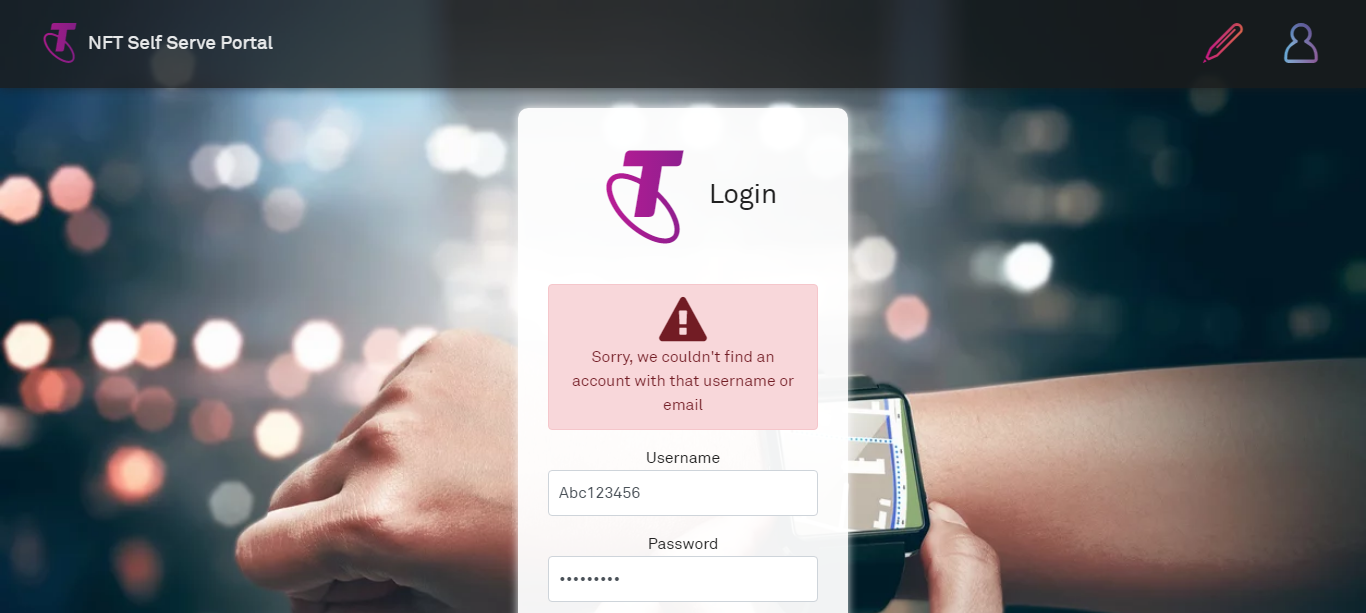 NFT Self Serve Portal
Login
Sorry, we couldn't find an
account with that username or
email
Username
Abc123456
Password
•••••••••